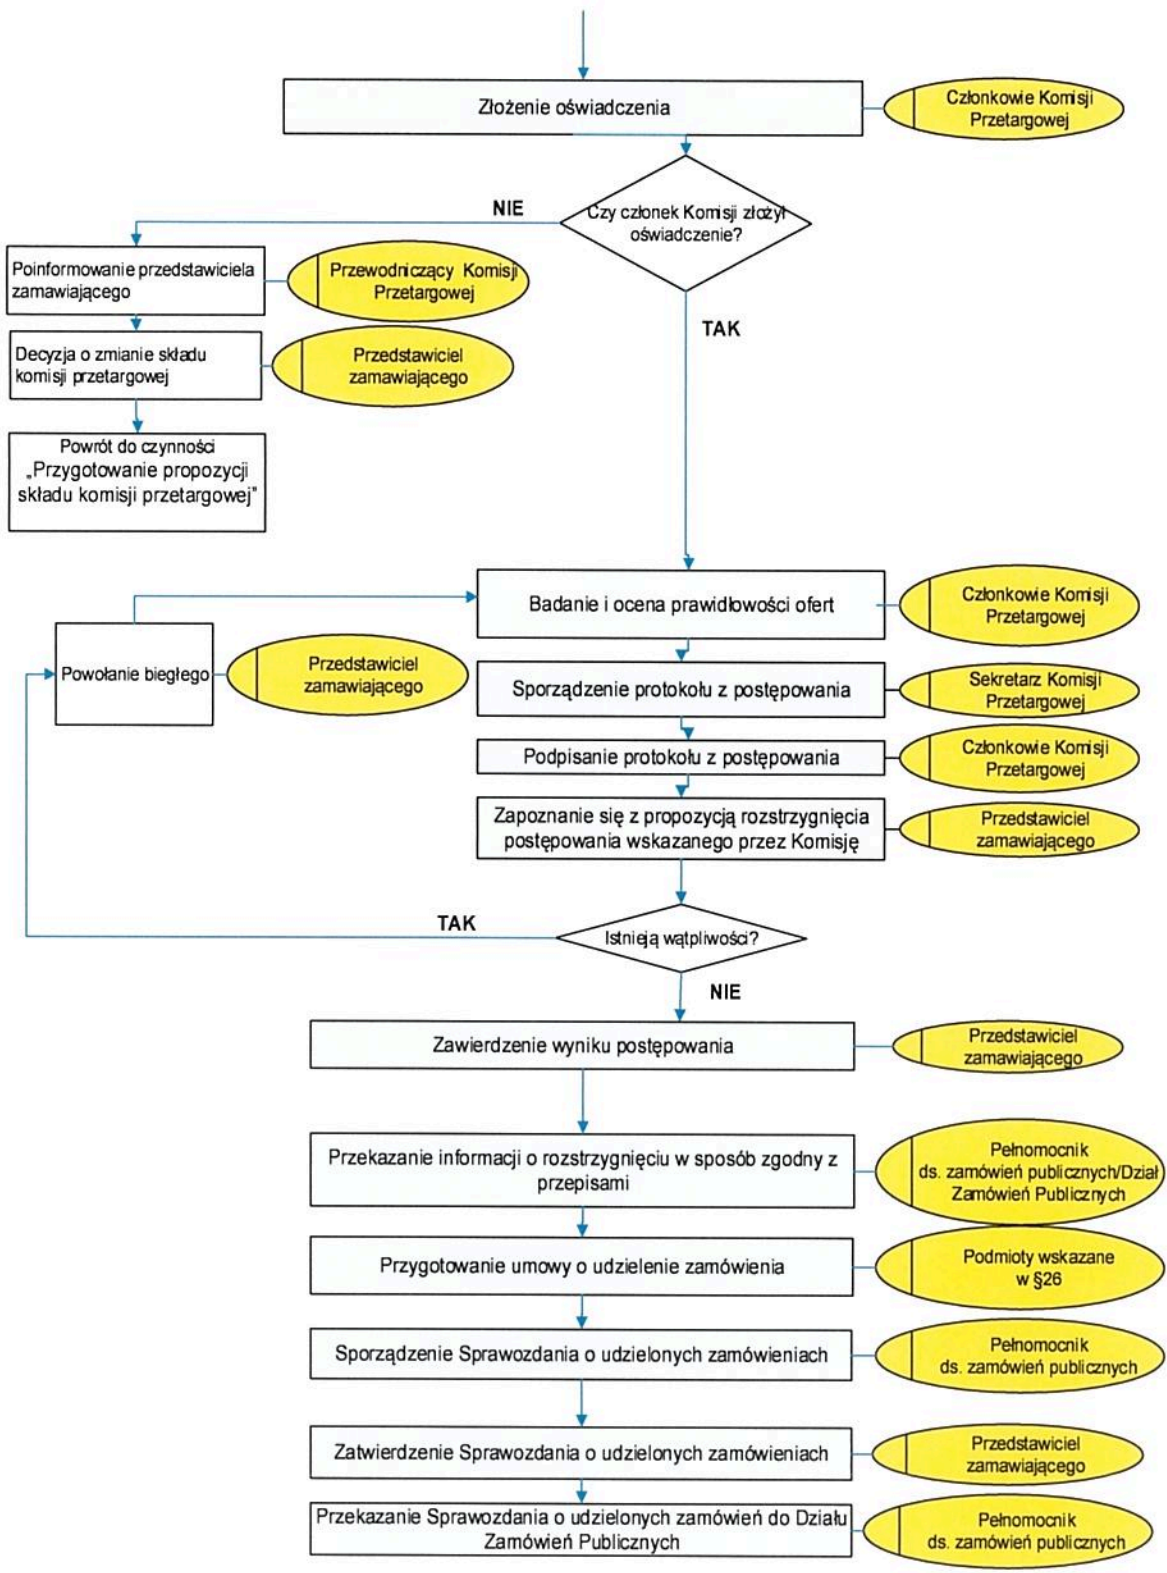 Złożenie oświadczenia
Członkowie Komisji
Przetargowej
Czy członek Komisji złożył
oświadczenie?
NIE
Poinformowanie przedstawiciela
zamawiającego
Przewodniczący Komisji
Przetargowej
TAK
Decyzja o zmianie składu
komisji przetargowej
Przedstawiciel
zamawiającego
Powrót do czynności
„Przygotowanie propozycji
składu komisji przetargowej”
Badanie i ocena prawidłowości ofert
Członkowie Komisji
Przetargowej
Powołanie biegłego
Przedstawiciel
zamawiającego
Sporządzenie protokołu z postępowania
Sekretarz Komisji
Przetargowej
Podpisanie protokołu z postępowania
Członkowie Komisji
Przetargowej
Zapoznanie się z propozycją rozstrzygnięcia
postępowania wskazanego przez Komisję
Przedstawiciel
zamawiającego
TAK
Istnieją wątpliwości?
NIE
Zawierdzenie wyniku postępowania
Przedstawiciel
zamawiającego
Przekazanie informacji o rozstrzygnięciu w sposób zgodny z
przepisami
Pełnomocnik
ds. zamówień publicznych/Dział
Zamówień Publicznych
Przygotowanie umowy o udzielenie zamówienia
Podmioty wskazane
w §26
Sporządzenie Sprawozdania o udzielonych zamówieniach
Pełnomocnik
ds. zamówień publicznych
Zatwierdzenie Sprawozdania o udzielonych zamówieniach
Przedstawiciel
zamawiającego
Przekazanie Sprawozdania o udzielonych zamówień do Działu
Zamówień Publicznych
Pełnomocnik
ds. zamówień publicznych